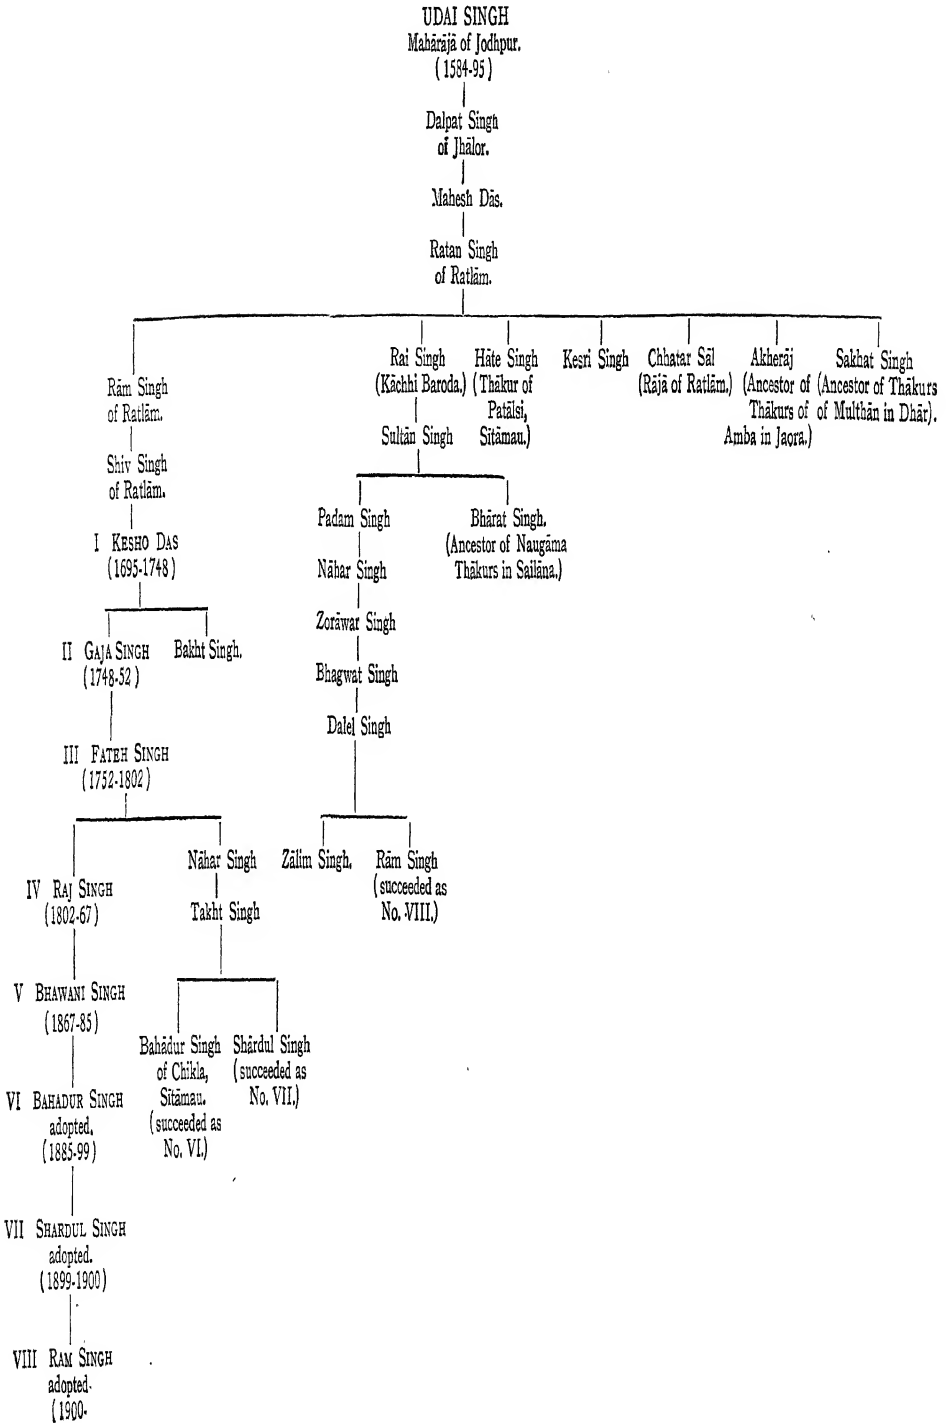 UDAI SINGH
Mahārājā of Jodhpur.
(1584-95)
Dalpat Singh
of Jhālor.
Mahesh Dās.
Ratan Singh
of Ratlām.
Rām Singh
of Ratlām.
Shiv Singh
of Ratlām.
I KESHO DAS
(1695-1748)
II GAJA SINGH
(1748-52)
Bakht Singh.
III FATEH SINGH
(1752-1802)
IV RAJ SINGH
(1802-67)
V BHAWANI SINGH
(1867-85)
VI BAHADUR SINGH
adopted.
(1885-99)
VII SHARDUL SINGH
adopted.
(1899-1900)
VIII RAM SINGH
adopted.
(1900-
Nāhar Singh
Takht Singh
Bahādur Singh
of Chikla,
Sītāmau.
(succeeded as
No. VI.)
Shārdul Singh
(succeeded as
No. VII.)
Rai Singh
(Kāchhi Baroda.)
Sultān Singh
Padam Singh
Nāhar Singh
Zorāwar Singh
Bhagwat Singh
Dalel Singh
Zālim Singh.
Rām Singh
(succeeded as
No. VIII.)
Bhārat Singh.
(Ancestor of Naugāma
Thākurs in Sailāna.)
Hāte Singh
(Thākur of
Patālsi,
Sītāmau.)
Kesri Singh
Chhatar Sāl
(Rājā of Ratlām.)
Akherāj
(Ancestor of
Thākurs of
Amba in Jaora.)
Sakhat Singh
(Ancestor of Thākurs
of Multhān in Dhār).